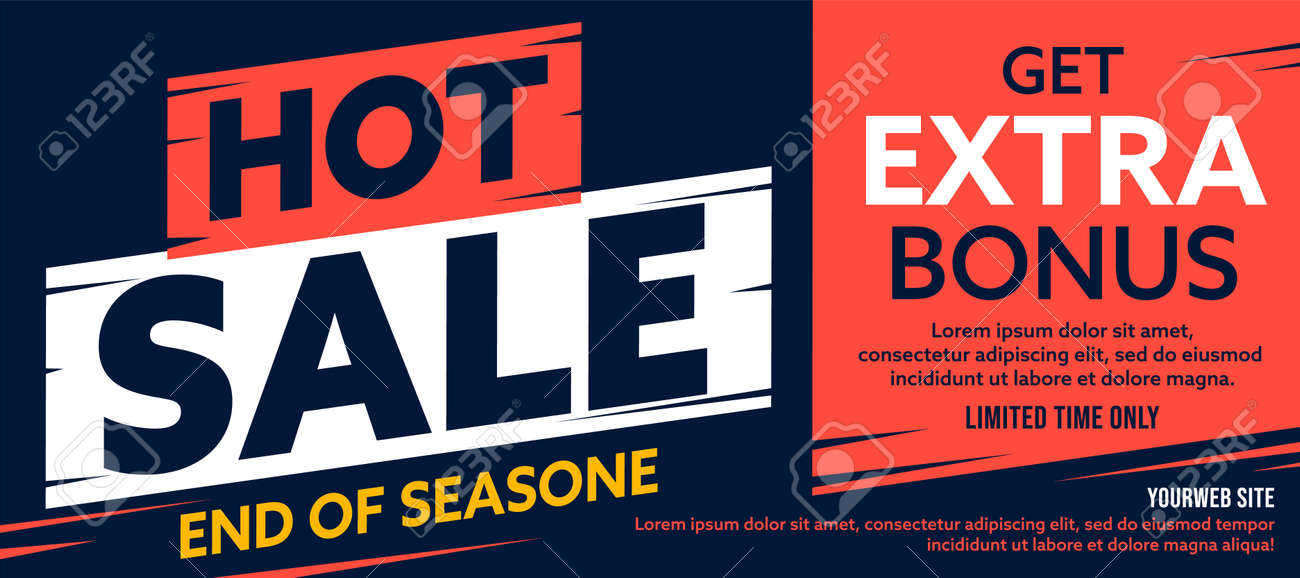 HOT
SALE
END OF SEASONE
GET
EXTRA
BONUS
Lorem ipsum dolor sit amet,
consectetur adipiscing elit, sed do eiusmod
incididunt ut labore et dolore magna.
LIMITED TIME ONLY
YOURWEB SITE
Lorem ipsum dolor sit amet, consectetur adipiscing elit, sed do eiusmod tempor
incididunt ut labore et dolore magna aliqua!
123RF
123RF
123RF
123RF
123RF
123RF
123RF
123RF